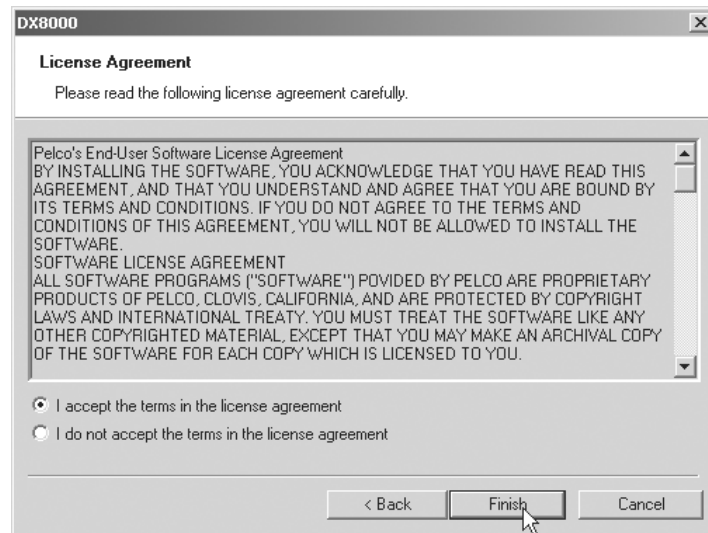 DX8000
License Agreement
Please read the following license agreement carefully.
Pelco's End-User Software License Agreement
BY INSTALLING THE SOFTWARE, YOU ACKNOWLEDGE THAT YOU HAVE READ THIS
AGREEMENT, AND THAT YOU UNDERSTAND AND AGREE THAT YOU ARE BOUND BY
ITS TERMS AND CONDITIONS. IF YOU DO NOT AGREE TO THE TERMS AND
CONDITIONS OF THIS AGREEMENT, YOU WILL NOT BE ALLOWED TO INSTALL THE
SOFTWARE.
SOFTWARE LICENSE AGREEMENT
ALL SOFTWARE PROGRAMS ("SOFTWARE") POVIDED BY PELCO ARE PROPRIETARY
PRODUCTS OF PELCO, CLOVIS, CALIFORNIA, AND ARE PROTECTED BY COPYRIGHT
LAWS AND INTERNATIONAL TREATY. YOU MUST TREAT THE SOFTWARE LIKE ANY
OTHER COPYRIGHTED MATERIAL, EXCEPT THAT YOU MAY MAKE AN ARCHIVAL COPY
OF THE SOFTWARE FOR EACH COPY WHICH IS LICENSED TO YOU.
I accept the terms in the license agreement
I do not accept the terms in the license agreement
< Back Finish Cancel